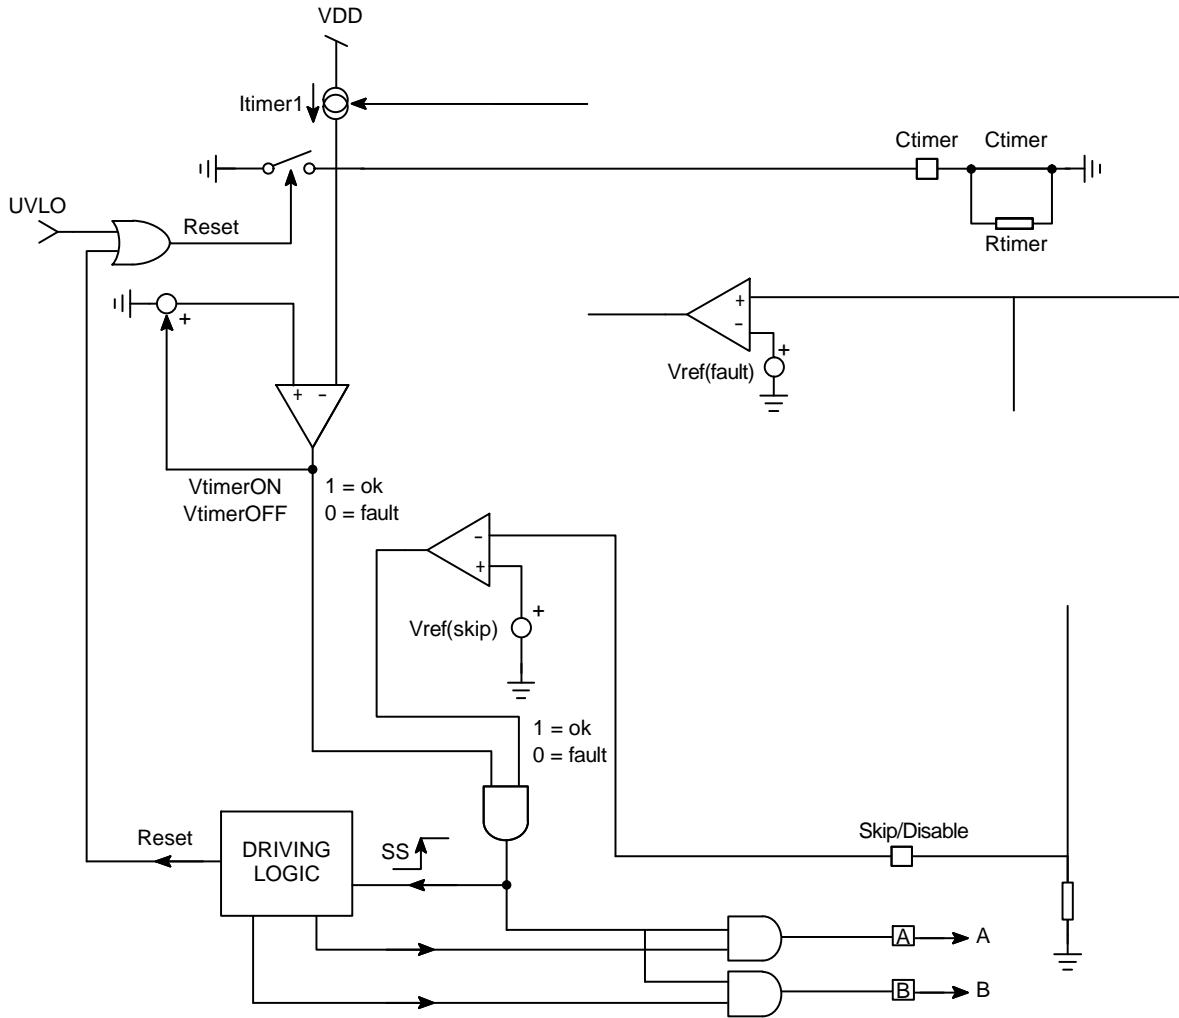 VDD
Itimer1
Ctimer
Ctimer
UVLO
Reset
Rtimer
+
+
-
+
Vref(fault)
+ -
VtimerON
VtimerOFF
1 = ok
0 = fault
-
+
+
Vref(skip)
1 = ok
0 = fault
Reset
DRIVING
LOGIC
SS
Skip/Disable
A
A
B
B